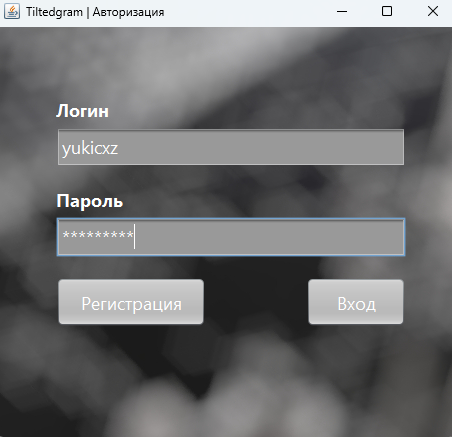 Tiltedgram | Авторизация
Логин
yukicxz
Пароль
*********
Регистрация Вход